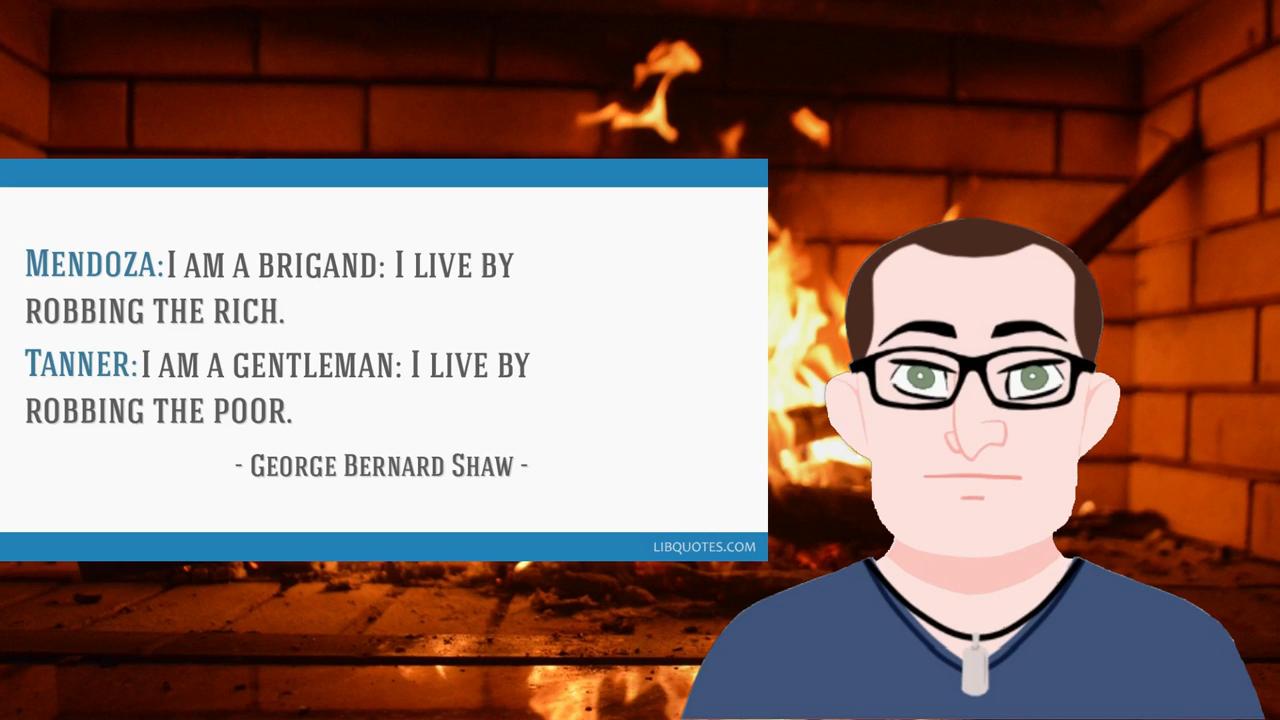 Mendoza: I am a brigand: I live by
robbing the rich.
Tanner: I am a gentleman: I live by
robbing the poor.
- George Bernard Shaw -
LIBQUOTES.COM